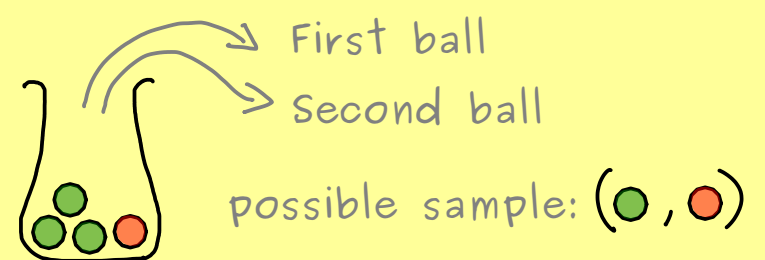 First ball
Second ball
possible sample: ( , )